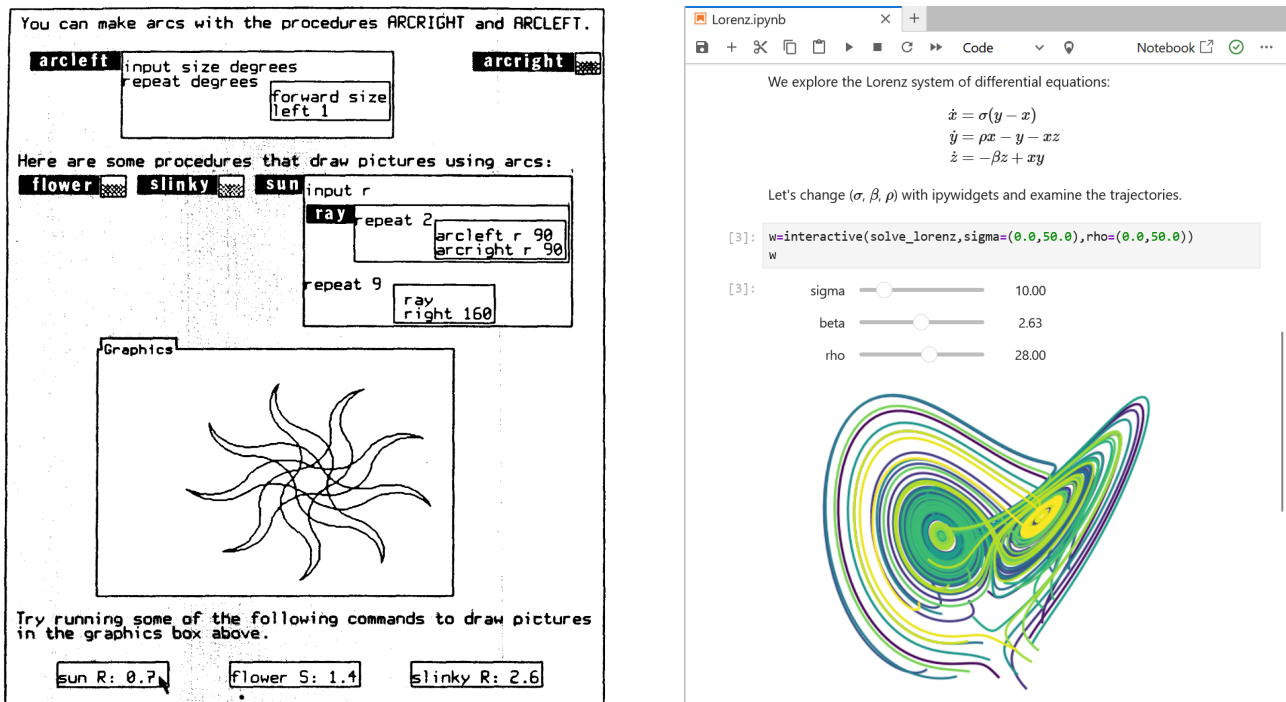 You can make arcs with the procedures ARCRIGHT and ARCLEFT.
arcleft
input size degrees
repeat degrees
forward size
left 1
arcright
Here are some procedures that draw pictures using arcs:
flower
slinky
sun
input r
ray
repeat 2
arcleft r 90
arcright r 90
repeat 9
ray
right 160
Graphics
Try running some of the following commands to draw pictures
in the graphics box above.
sun R: 0.7
flower S: 1.4
slinky R: 2.6
Lorenz.ipynb
Code
Notebook
We explore the Lorenz system of differential equations:
ẋ = σ(y − x)
ẏ = ρx − y − xz
ż = −βz + xy
Let's change (σ, β, ρ) with ipywidgets and examine the trajectories.
[3]: w=interactive(solve_lorenz,sigma=(0.0,50.0),rho=(0.0,50.0))
w
[3]:
sigma 10.00
beta 2.63
rho 28.00